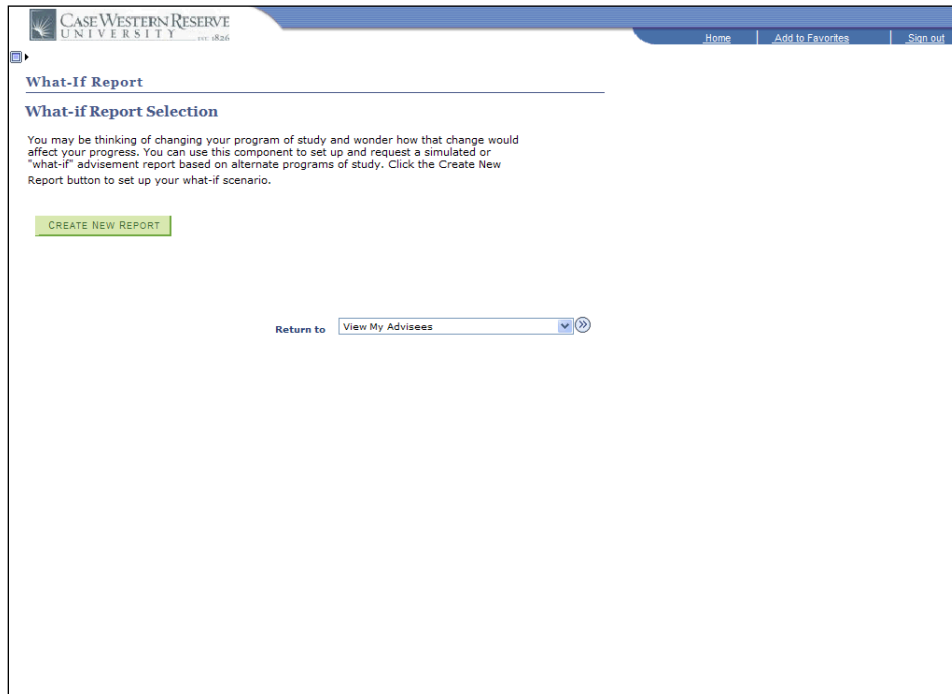 CASE WESTERN RESERVE
UNIVERSITY EST. 1826
Home Add to Favorites Sign out
What-If Report
What-if Report Selection
You may be thinking of changing your program of study and wonder how that change would
affect your progress. You can use this component to set up and request a simulated or
"what-if" advisement report based on alternate programs of study. Click the Create New
Report button to set up your what-if scenario.
CREATE NEW REPORT
Return to View My Advisees